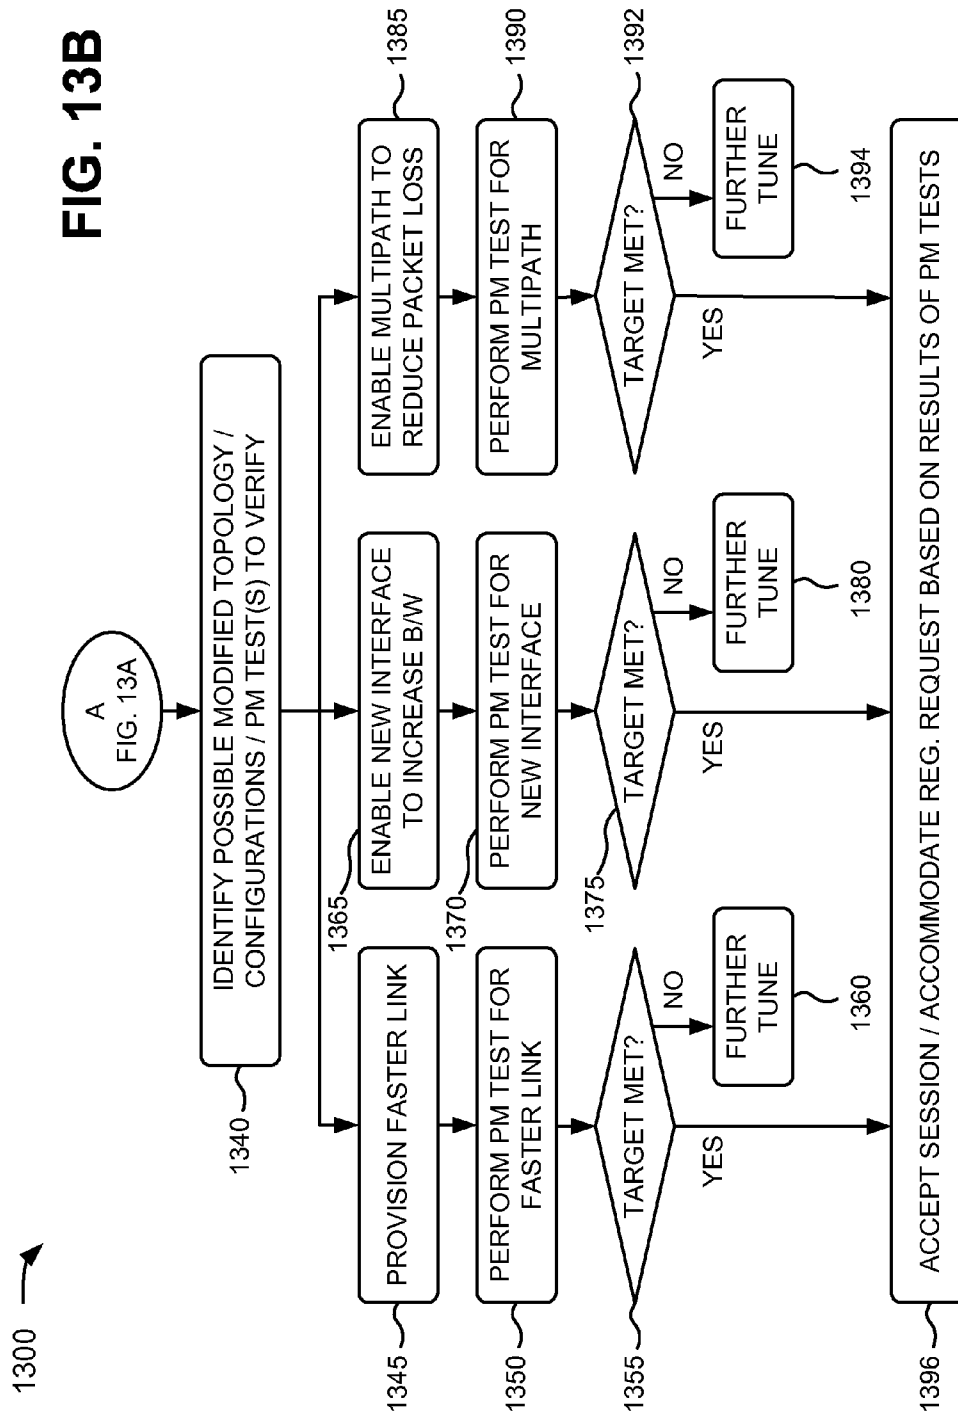 FIG. 13B
1300
A
FIG. 13A
IDENTIFY POSSIBLE MODIFIED TOPOLOGY /
CONFIGURATIONS / PM TEST(S) TO VERIFY
1340
PROVISION FASTER LINK
1345
PERFORM PM TEST FOR
FASTER LINK
1350
TARGET MET?
1355
NO
FURTHER
TUNE
1360
YES
ENABLE NEW INTERFACE
TO INCREASE B/W
1365
PERFORM PM TEST FOR
NEW INTERFACE
1370
TARGET MET?
1375
NO
FURTHER
TUNE
1380
YES
ENABLE MULTIPATH TO
REDUCE PACKET LOSS
1385
PERFORM PM TEST FOR
MULTIPATH
1390
TARGET MET?
1392
NO
FURTHER
TUNE
1394
YES
ACCEPT SESSION / ACCOMMODATE REG. REQUEST BASED ON RESULTS OF PM TESTS
1396